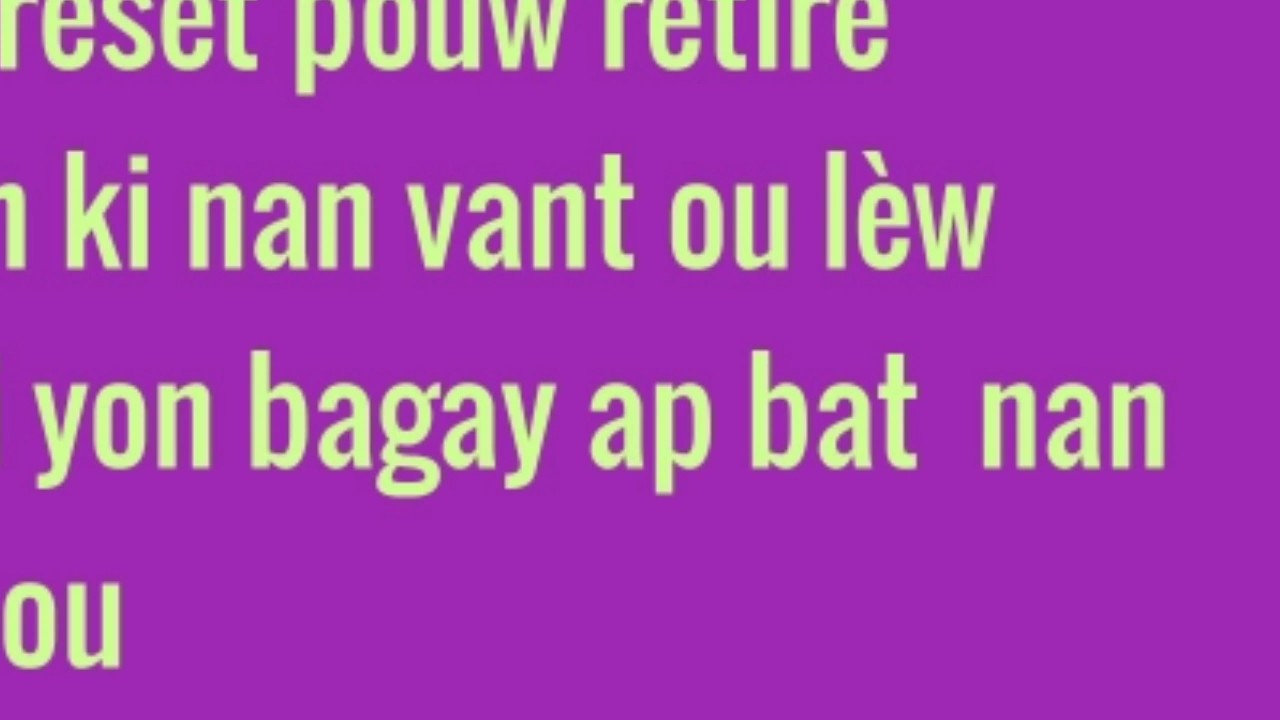 reset pouw retire
ki nan vant ou lèw
yon bagay ap bat nan
ou